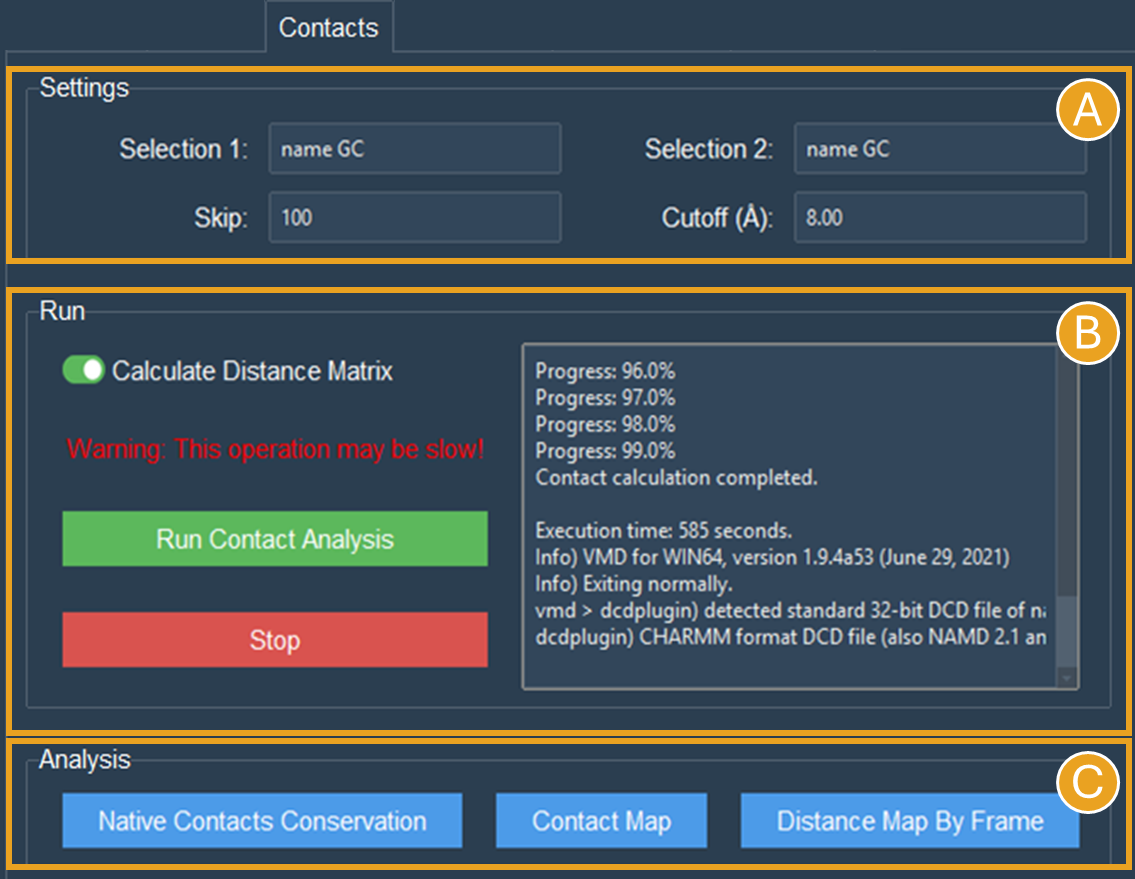 Contacts
Settings
A
Selection 1: name GC Selection 2: name GC
Skip: 100 Cutoff (Å): 8.00
Run
B
Calculate Distance Matrix
Warning: This operation may be slow!
Run Contact Analysis
Stop
Progress: 96.0%
Progress: 97.0%
Progress: 98.0%
Progress: 99.0%
Contact calculation completed.
Execution time: 585 seconds.
Info) VMD for WIN64, version 1.9.4a53 (June 29, 2021)
Info) Exiting normally.
vmd > dcdplugin) detected standard 32-bit DCD file of na
dcdplugin) CHARMM format DCD file (also NAMD 2.1 an
Analysis
C
Native Contacts Conservation Contact Map Distance Map By Frame